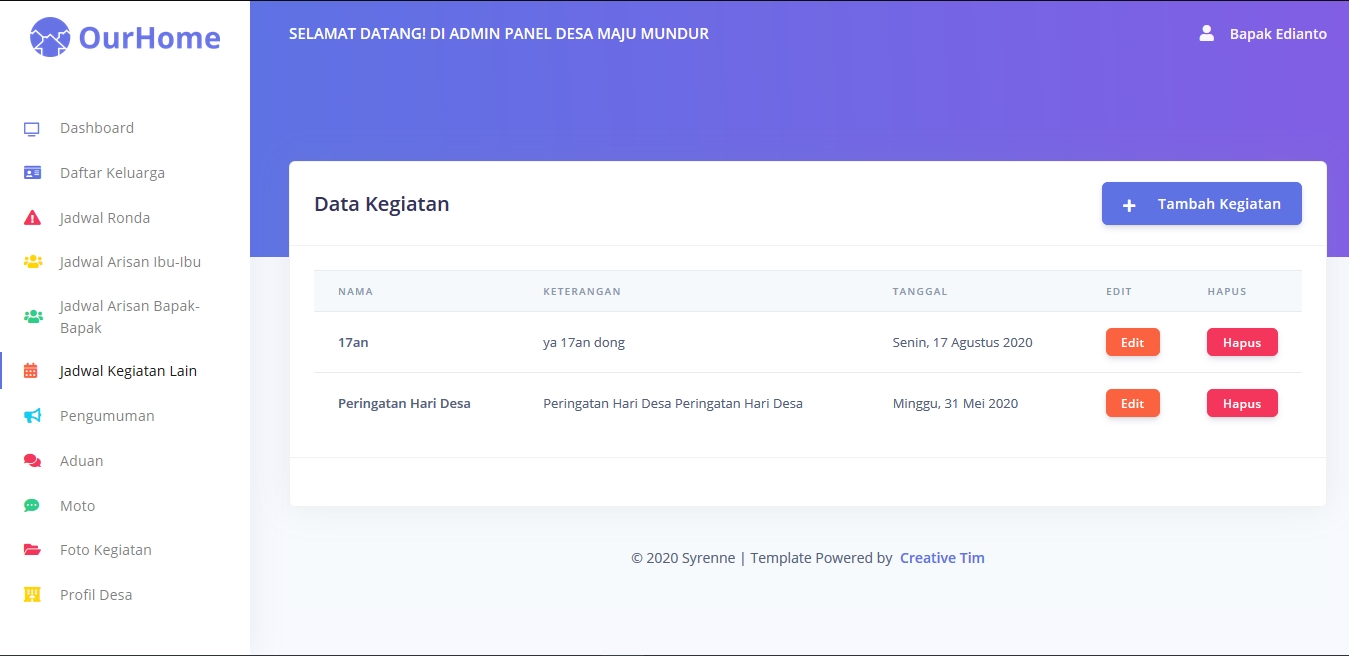 OurHome
SELAMAT DATANG! DI ADMIN PANEL DESA MAJU MUNDUR
Bapak Edianto
Dashboard
Daftar Keluarga
Jadwal Ronda
Jadwal Arisan Ibu-Ibu
Jadwal Arisan Bapak-
Bapak
Jadwal Kegiatan Lain
Pengumuman
Aduan
Moto
Foto Kegiatan
Profil Desa
Data Kegiatan
+ Tambah Kegiatan
NAMA KETERANGAN TANGGAL EDIT HAPUS
17an ya 17an dong Senin, 17 Agustus 2020 Edit Hapus
Peringatan Hari Desa Peringatan Hari Desa Peringatan Hari Desa Minggu, 31 Mei 2020 Edit Hapus
© 2020 Syrenne | Template Powered by Creative Tim